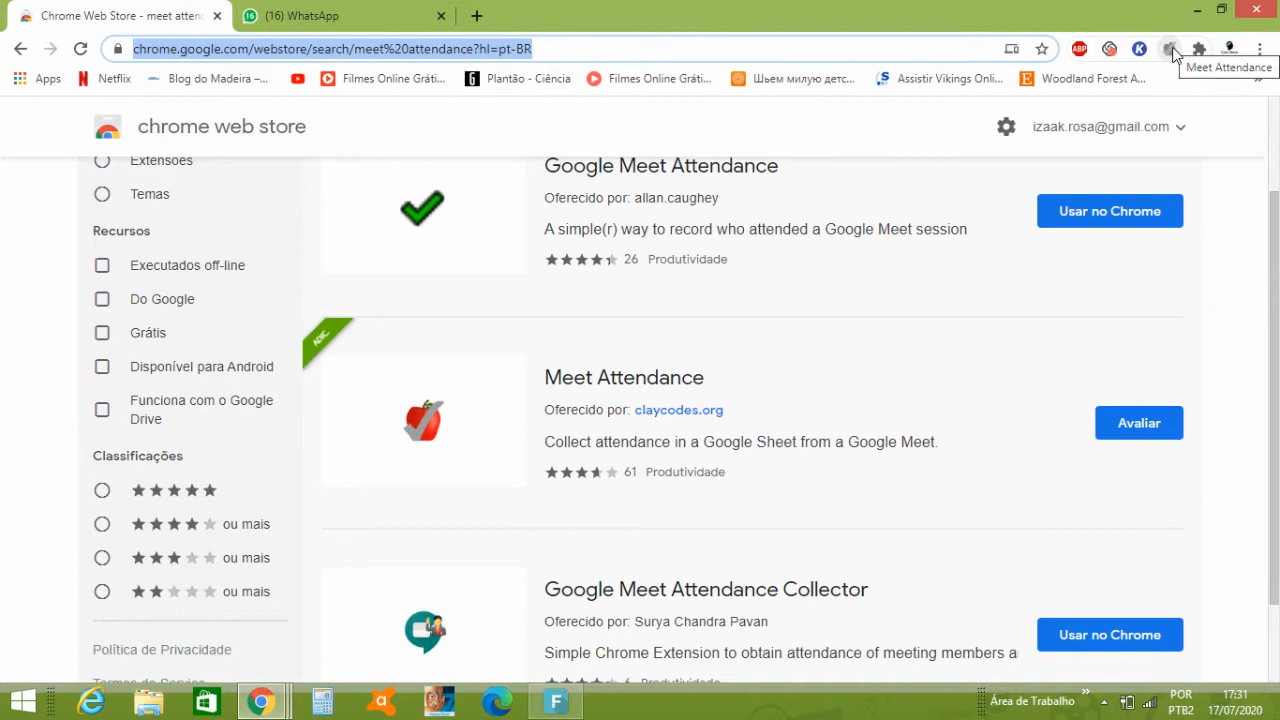 Chrome Web Store - meet atten
(16) WhatsApp
chrome.google.com/webstore/search/meet%20attendance?hl=pt-BR
ABP
K
Meet Attendance
Apps
Netflix
Blog do Madeira –...
Filmes Online Gráti...
Plantão - Ciência
Filmes Online Gráti...
Шьем милую детс...
Assistir Vikings Onli...
Woodland Forest A...
chrome web store
izaak.rosa@gmail.com
Extensões
Temas
Recursos
Executados off-line
Do Google
Grátis
Disponível para Android
Funciona com o Google
Drive
Classificações
ou mais
ou mais
ou mais
Política de Privacidade
Termos de Serviço
Google Meet Attendance
Oferecido por: allan.caughey
A simple(r) way to record who attended a Google Meet session
26 Produtividade
Usar no Chrome
Meet Attendance
Oferecido por: claycodes.org
Collect attendance in a Google Sheet from a Google Meet.
61 Produtividade
Avaliar
Google Meet Attendance Collector
Oferecido por: Surya Chandra Pavan
Simple Chrome Extension to obtain attendance of meeting members a
6 Produtividade
Usar no Chrome
Área de Trabalho
POR
PTB2
17:31
17/07/2020